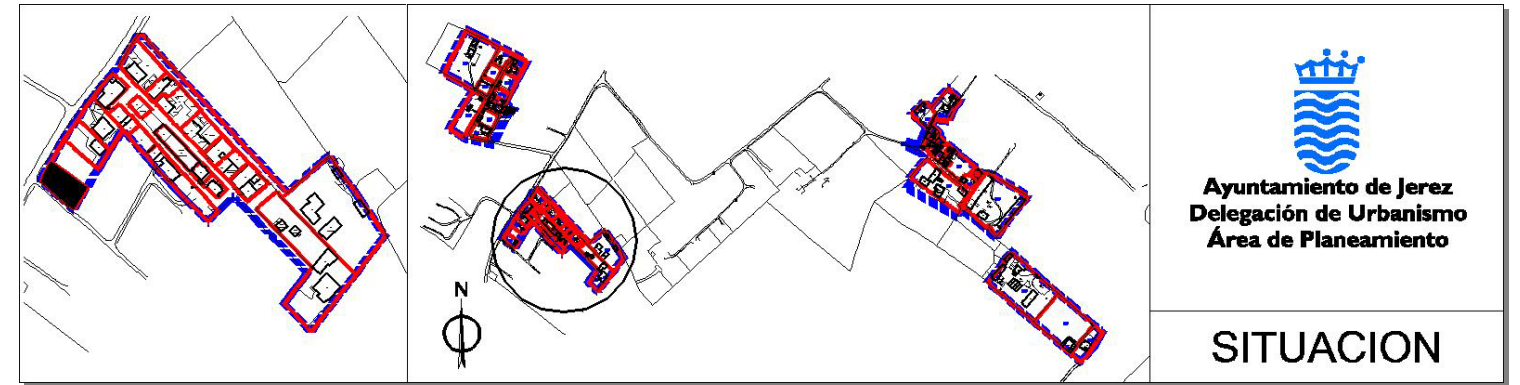 N
Ayuntamiento de Jerez
Delegación de Urbanismo
Área de Planeamiento
SITUACION